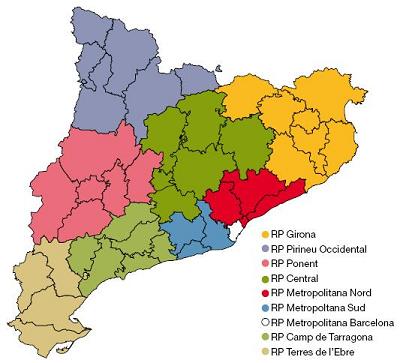 RP Girona
RP Pirineu Occidental
RP Ponent
RP Central
RP Metropolitana Nord
RP Metropoltana Sud
RP Metropolitana Barcelona
RP Camp de Tarragona
RP Terres de l'Ebre